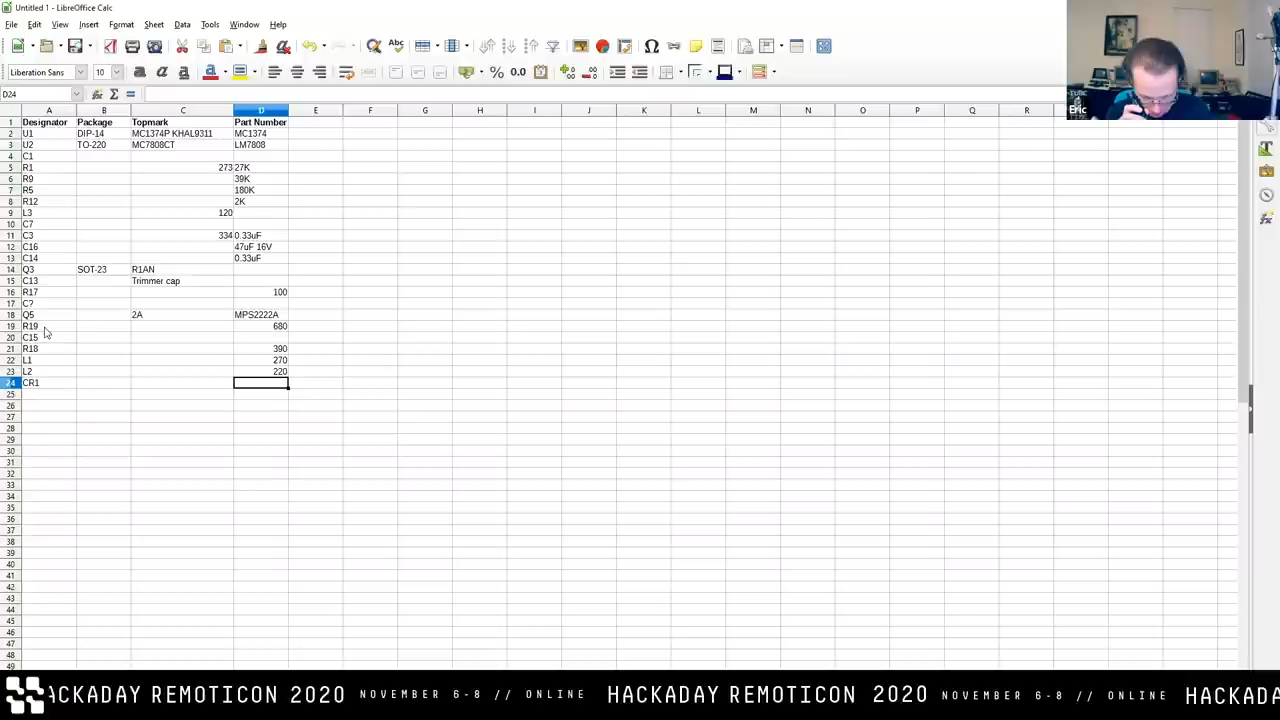 Untitled 1 - LibreOffice Calc
File Edit View Insert Format Data Sheet Tools Window Help
Liberation Sans 10
D24
A B C D E F G H I J K L M N O P Q R
1 Designator Package Topmark Part Number
2 U1 DIP-14 MC1374P KHAL9311 MC1374
3 U2 TO-220 MC7808CT LM7808
4 C1
5 R1 273 27K
6 R9 39K
7 R5 180K
8 R12 2K
9 L3 120
10 C7
11 C3 334 0.33uF
12 C16 47uF 16V
13 C14 0.33uF
14 Q3 SOT-23 R1AN
15 C13 Trimmer cap
16 R17 100
17 C?
18 Q5 2A MPS2222A
19 R19 680
20 C15
21 R18 390
22 L1 270
23 L2 220
24 CR1
25
26
27
28
29
30
31
32
33
34
35
36
37
38
39
40
41
42
43
44
45
46
47
48
49
Eric
HACKADAY REMOTICON 2020 NOVEMBER 6-8 // ONLINE HACKADAY REMOTICON 2020 NOVEMBER 6-8 // ONLINE HACKADA